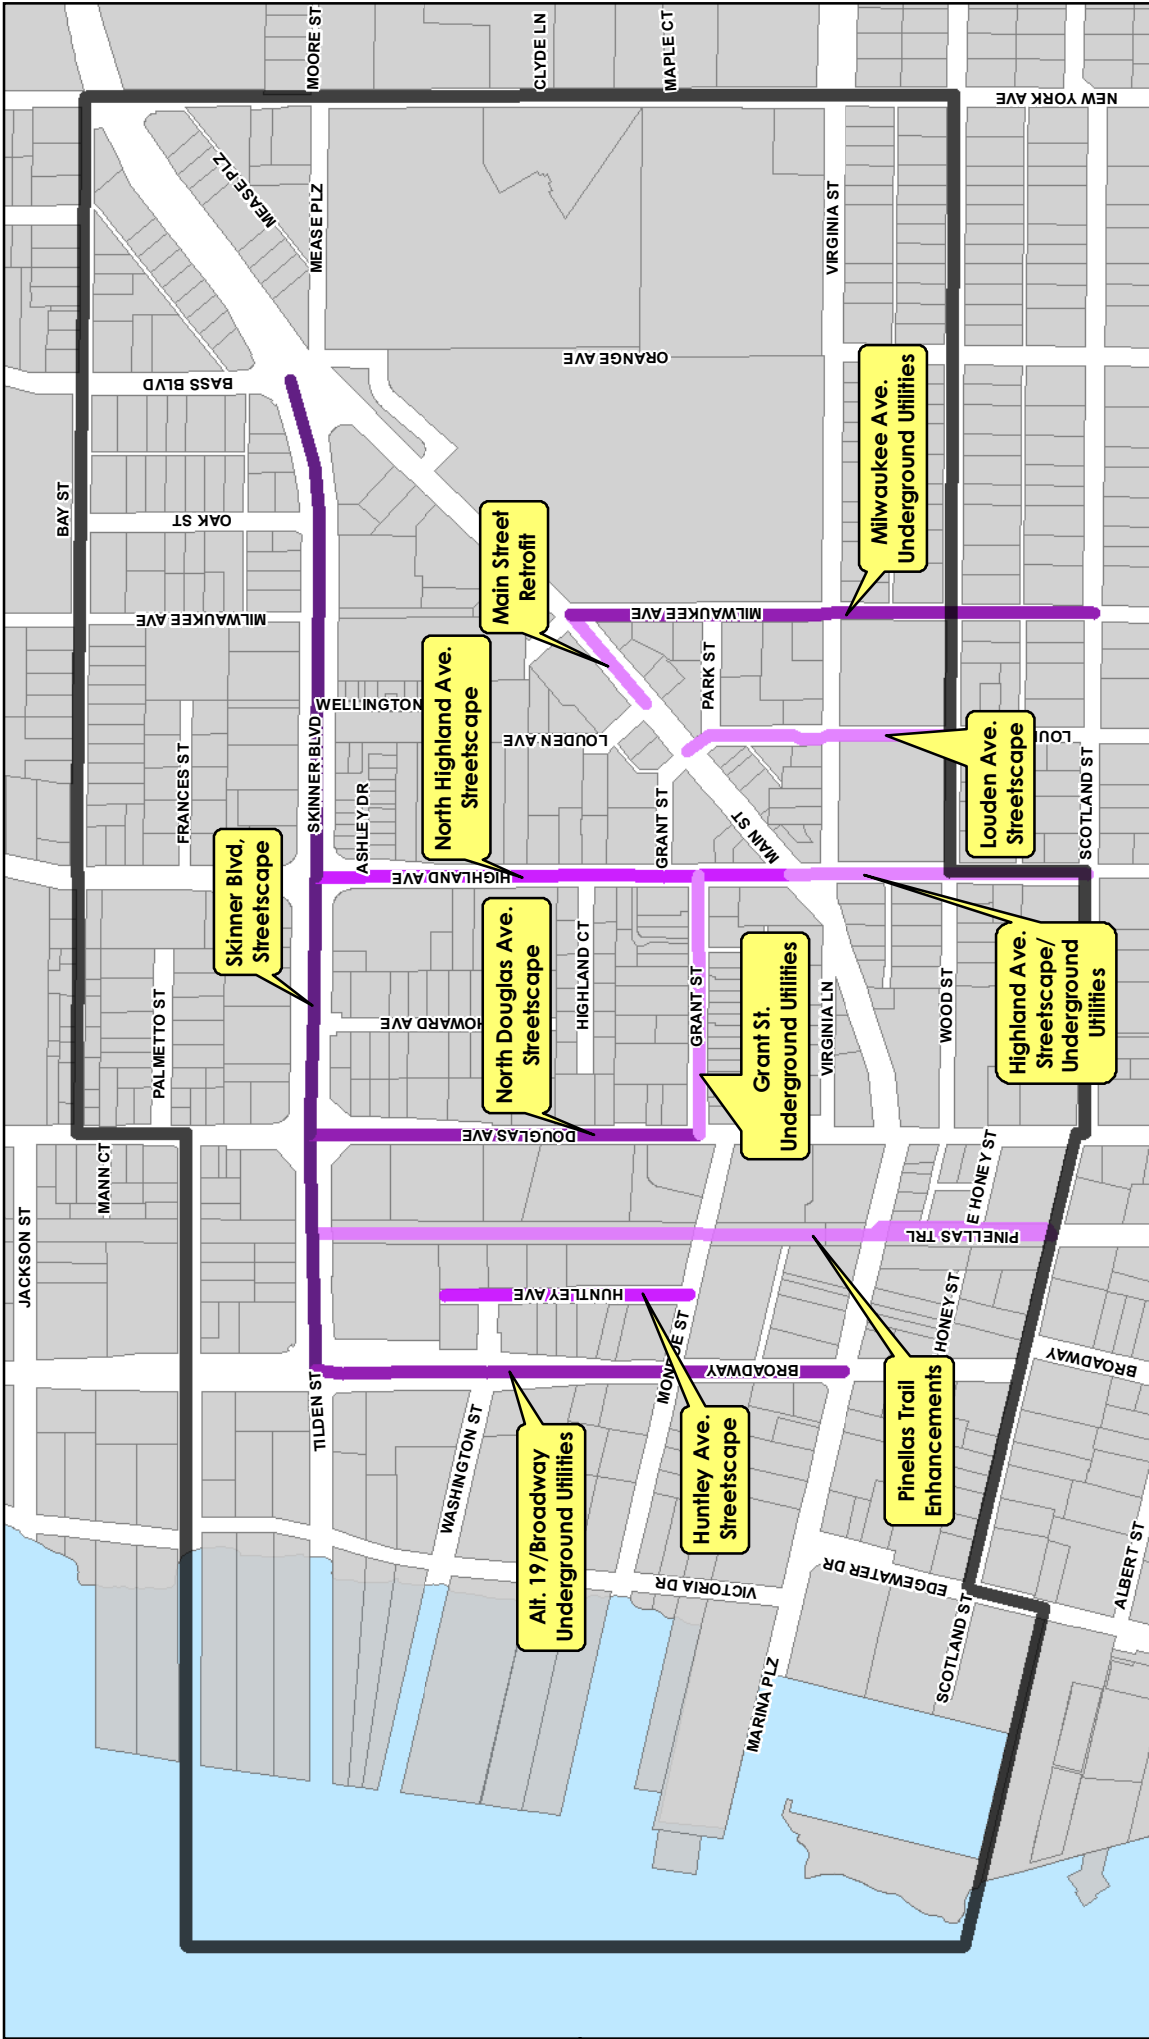 JACKSON ST
MANN CT
BAY ST
PALMETTO ST
FRANCES ST
MILWAUKEE AVE
OAK ST
BASS BLVD
MEASE PLZ
Skinner Blvd,
Streetscape
TILDEN ST
SKINNER BLVD
MEASE PLZ
MOORE ST
ASHLEY DR
WELLINGTON
HOWARD AVE
HIGHLAND AVE
North Highland Ave.
Streetscape
WASHINGTON ST
DOUGLAS AVE
North Douglas Ave.
Streetscape
Main Street
Retrofit
CLYDE LN
Alt. 19/Broadway
Underground Utilities
HUNTLEY AVE
HIGHLAND CT
LOUDEN AVE
ORANGE AVE
MONROE ST
GRANT ST
MAPLE CT
VICTORIA DR
Huntley Ave.
Streetscape
BROADWAY
GRANT ST
PARK ST
MILWAUKEE AVE
MAIN ST
MARINA PLZ
Grant St.
Underground Utilities
VIRGINIA LN
VIRGINIA ST
EDGEWATER DR
Pinellas Trail
Enhancements
PINELLAS TRL
Milwaukee Ave.
Underground Utilities
SCOTLAND ST
HONEY ST
E HONEY ST
WOOD ST
Louden Ave.
Streetscape
Highland Ave.
Streetscape/
Underground
Utilities
NEW YORK AVE
SCOTLAND ST
BROADWAY
ALBERT ST